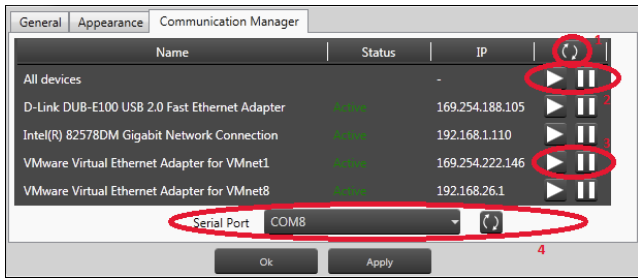 General Appearance Communication Manager
1
Name Status IP
All devices -
2
D-Link DUB-E100 USB 2.0 Fast Ethernet Adapter Active 169.254.188.105
Intel(R) 82578DM Gigabit Network Connection Active 192.168.1.110
3
VMware Virtual Ethernet Adapter for VMnet1 Active 169.254.222.146
VMware Virtual Ethernet Adapter for VMnet8 Active 192.168.26.1
Serial Port COM8
4
Ok Apply